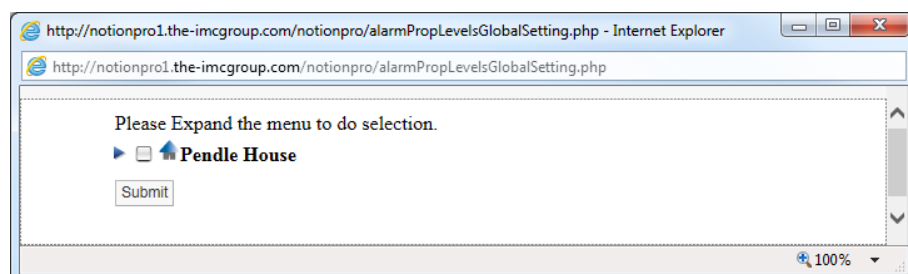 http://notionpro1.the-imcgroup.com/notionpro/alarmPropLevelsGlobalSetting.php - Internet Explorer
http://notionpro1.the-imcgroup.com/notionpro/alarmPropLevelsGlobalSetting.php
Please Expand the menu to do selection.
Pendle House
Submit
100%